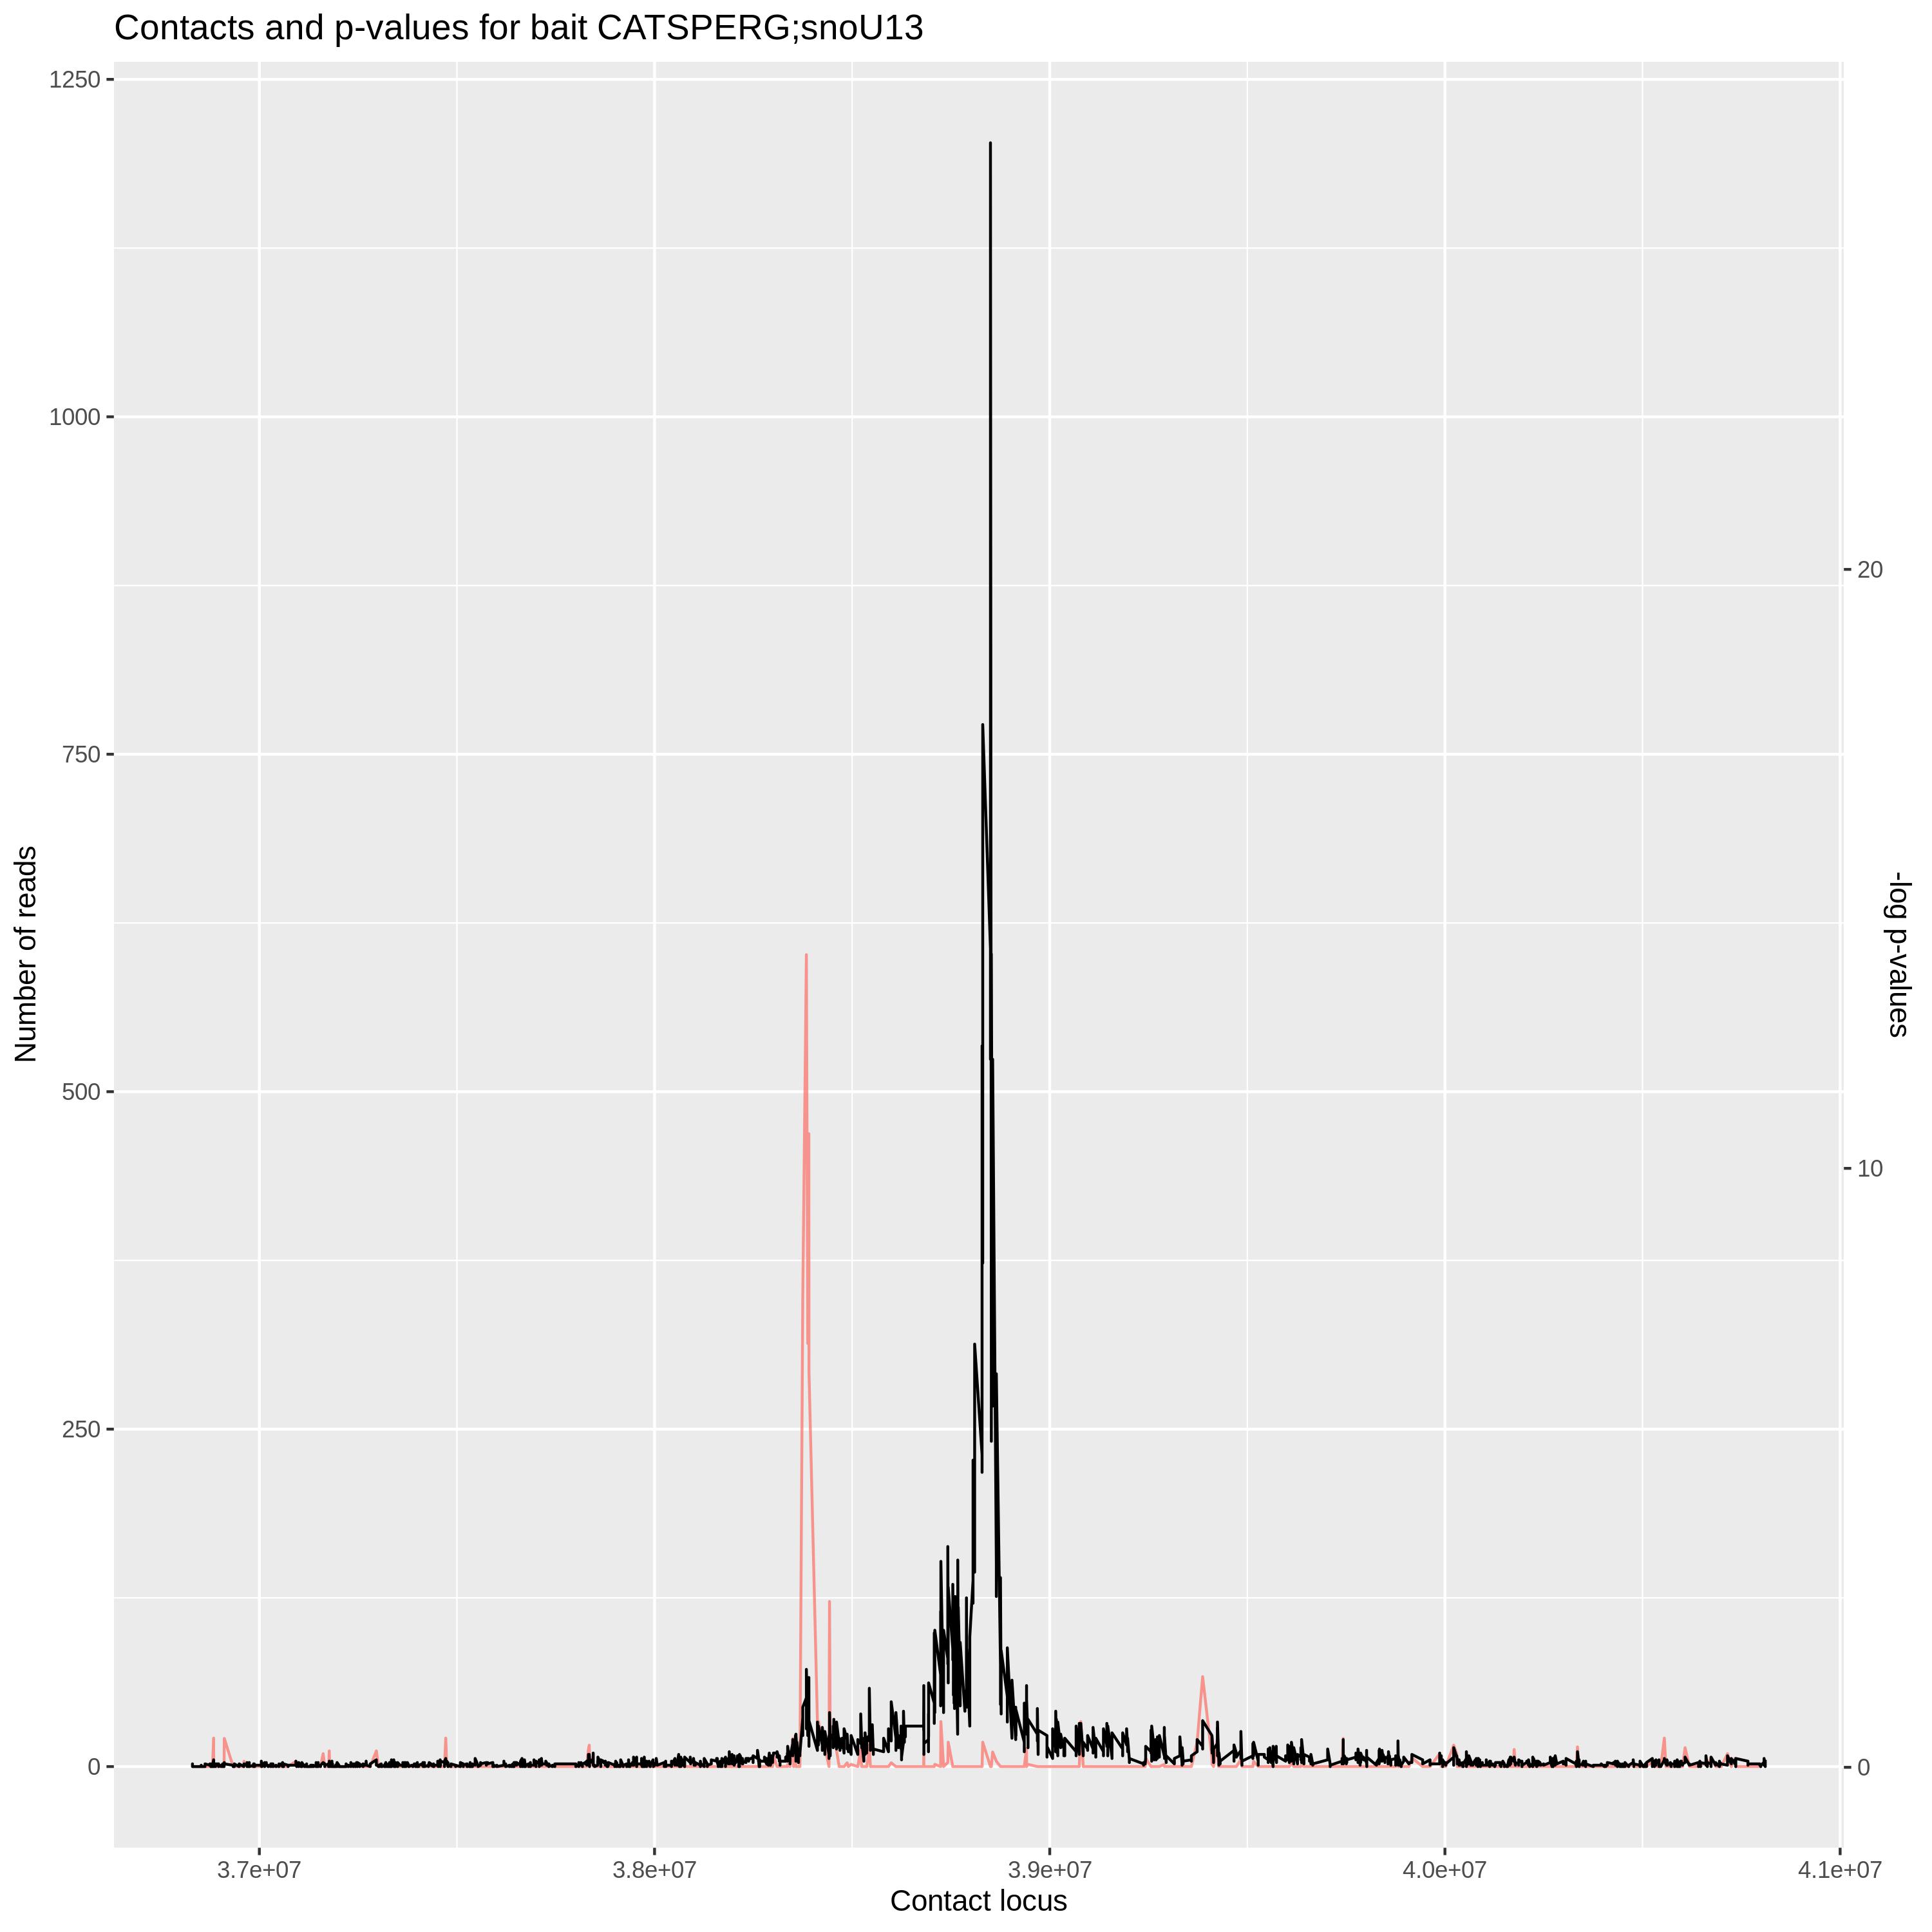 Contacts and p-values for bait CATSPERG;snoU13
1250
1000
750
500
250
0
Number of reads
20
10
0
-log p-values
3.7e+07 3.8e+07 3.9e+07 4.0e+07 4.1e+07
Contact locus